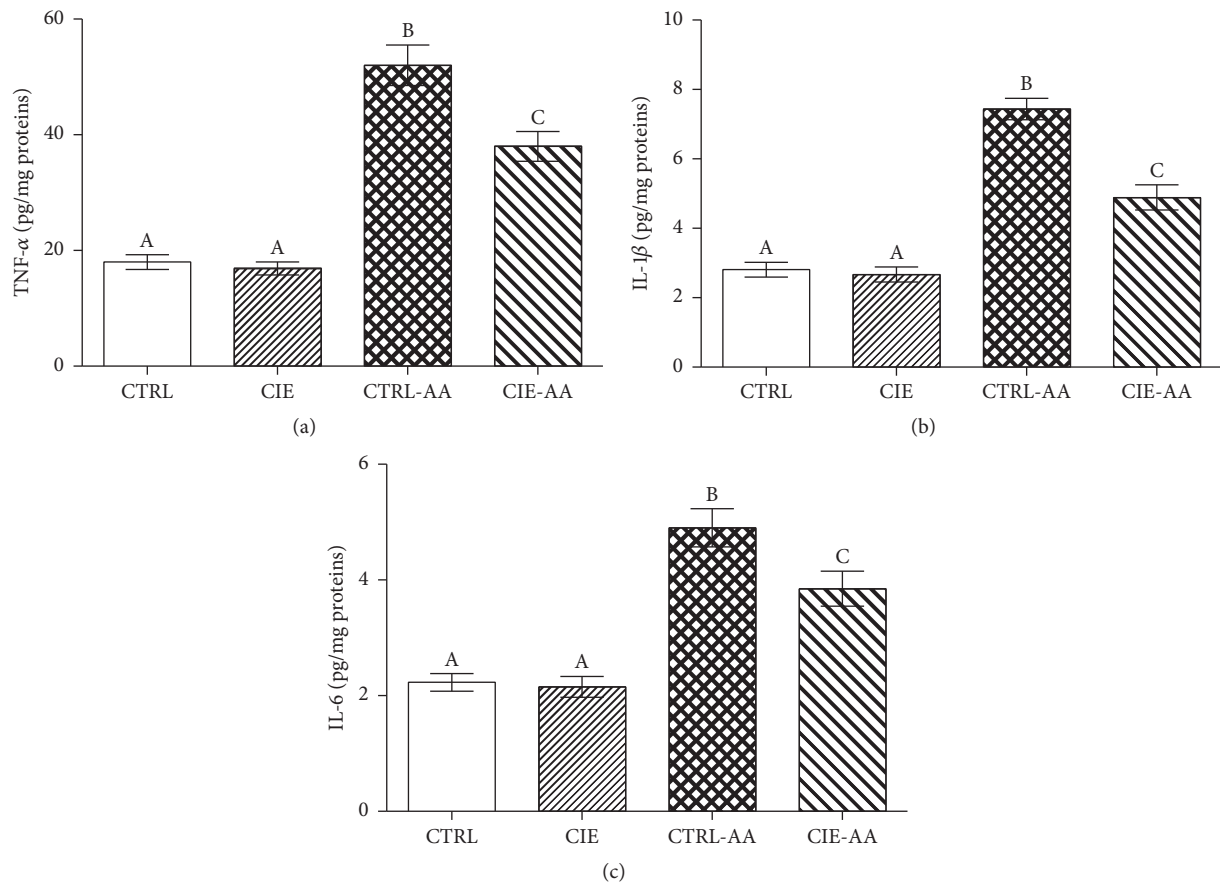 TNF-α (pg/mg proteins)
60
40
20
0
A
A
B
C
CTRL
CIE
CTRL-AA
CIE-AA
(a)
IL-1β (pg/mg proteins)
10
8
6
4
2
0
A
A
B
C
CTRL
CIE
CTRL-AA
CIE-AA
(b)
IL-6 (pg/mg proteins)
6
4
2
0
A
A
B
C
CTRL
CIE
CTRL-AA
CIE-AA
(c)